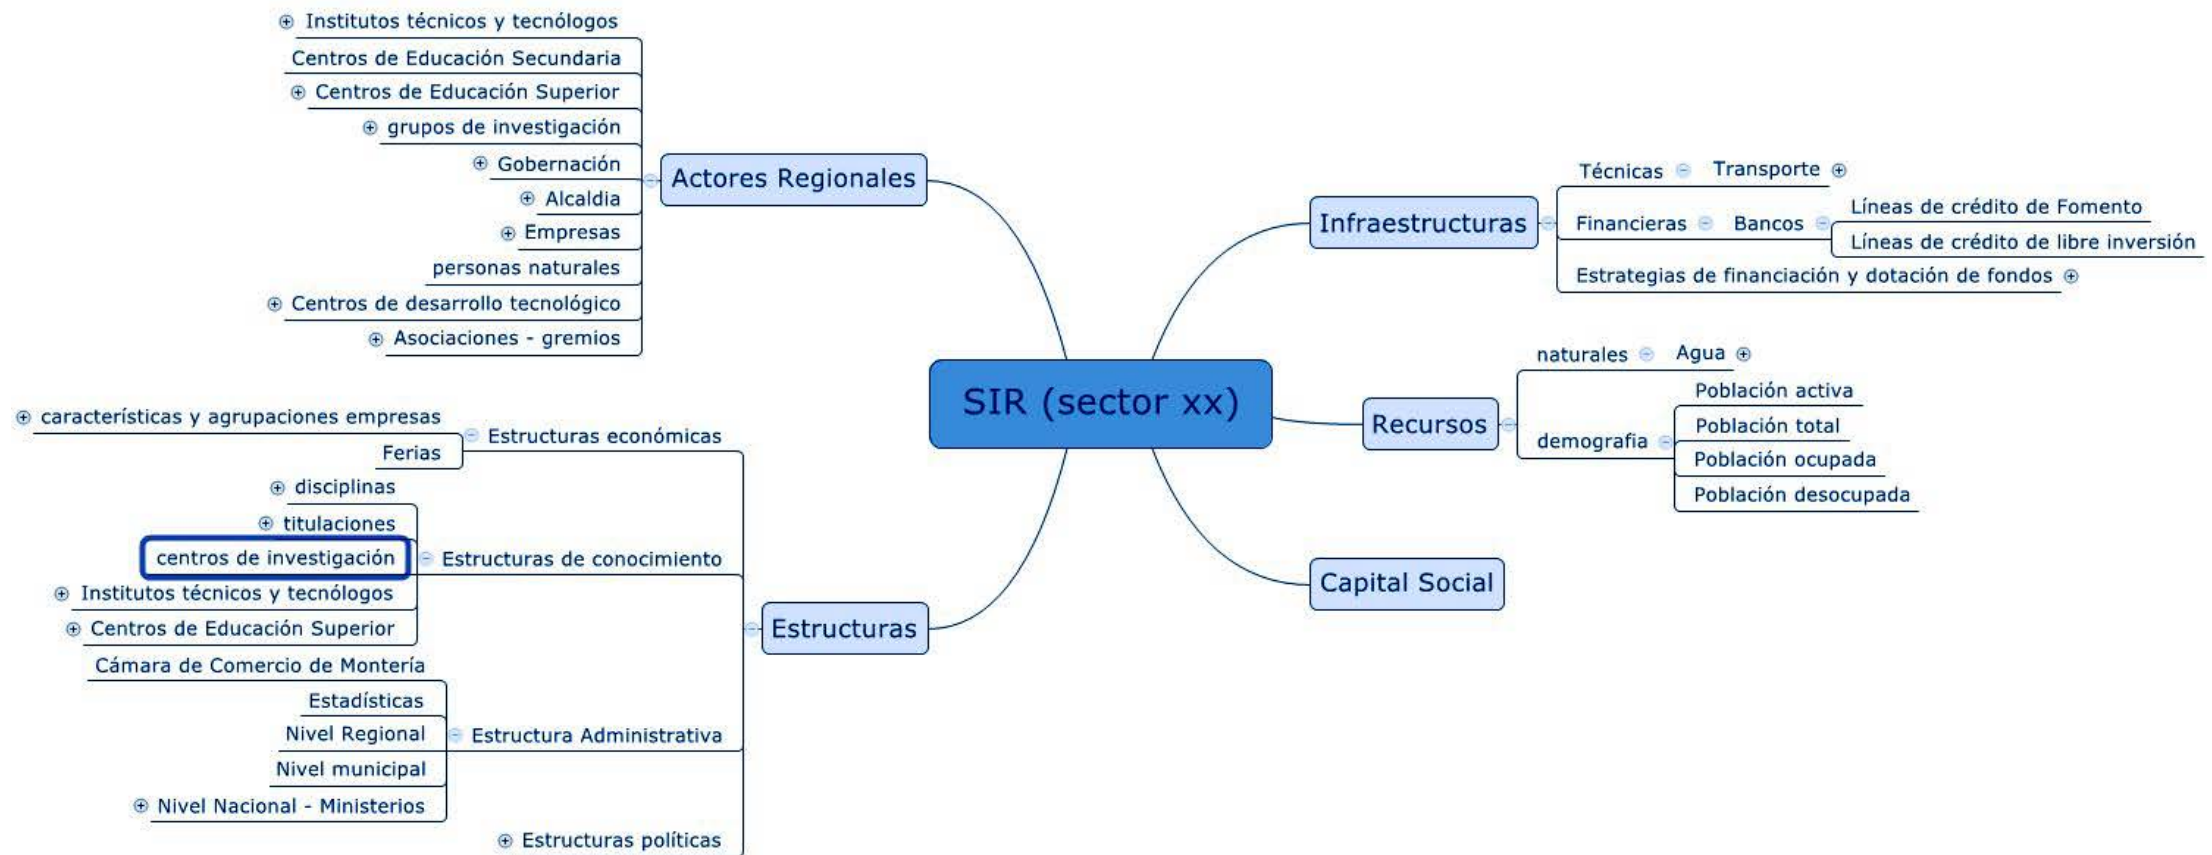 Institutos técnicos y tecnólogos
Centros de Educación Secundaria
Centros de Educación Superior
grupos de investigación
Gobernación
Alcaldia
Empresas
personas naturales
Centros de desarrollo tecnológico
Asociaciones - gremios
Actores Regionales
características y agrupaciones empresas
Ferias
Estructuras económicas
disciplinas
titulaciones
centros de investigación
Institutos técnicos y tecnólogos
Centros de Educación Superior
Estructuras de conocimiento
Cámara de Comercio de Montería
Estadísticas
Nivel Regional
Nivel municipal
Nivel Nacional - Ministerios
Estructura Administrativa
Estructuras políticas
Estructuras
SIR (sector xx)
Infraestructuras
Técnicas
Transporte
Financieras
Bancos
Líneas de crédito de Fomento
Líneas de crédito de libre inversión
Estrategias de financiación y dotación de fondos
Recursos
naturales
Agua
demografia
Población activa
Población total
Población ocupada
Población desocupada
Capital Social